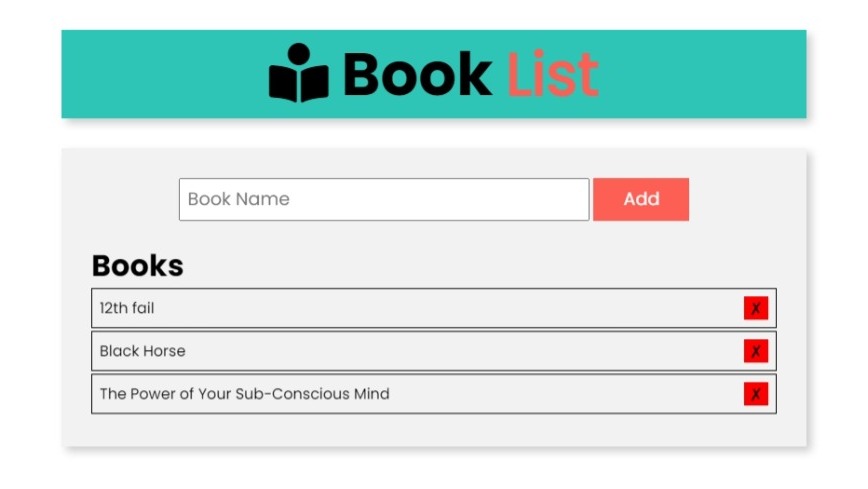 Book List
Book Name
Add
Books
12th fail
✗
Black Horse
✗
The Power of Your Sub-Conscious Mind
✗